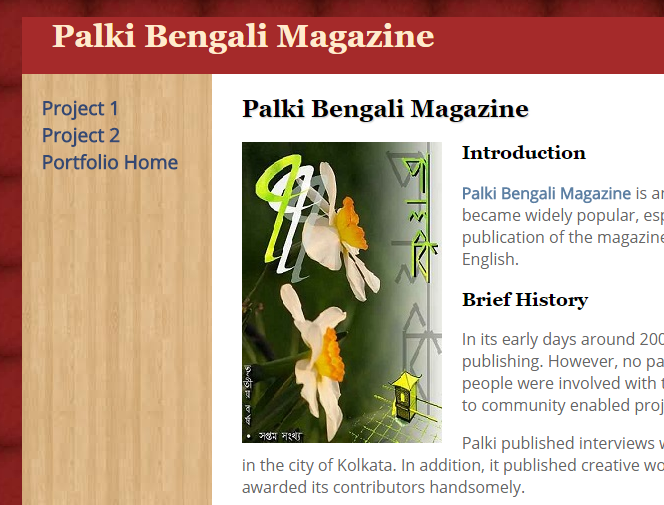 Palki Bengali Magazine
Project 1
Project 2
Portfolio Home
Palki Bengali Magazine
পালকি
সপ্তম সংখ্যা
Introduction
Palki Bengali Magazine is an
became widely popular, esp
publication of the magazine
English.
Brief History
In its early days around 200
publishing. However, no pa
people were involved with t
to community enabled proj
Palki published interviews w
in the city of Kolkata. In addition, it published creative wo
awarded its contributors handsomely.